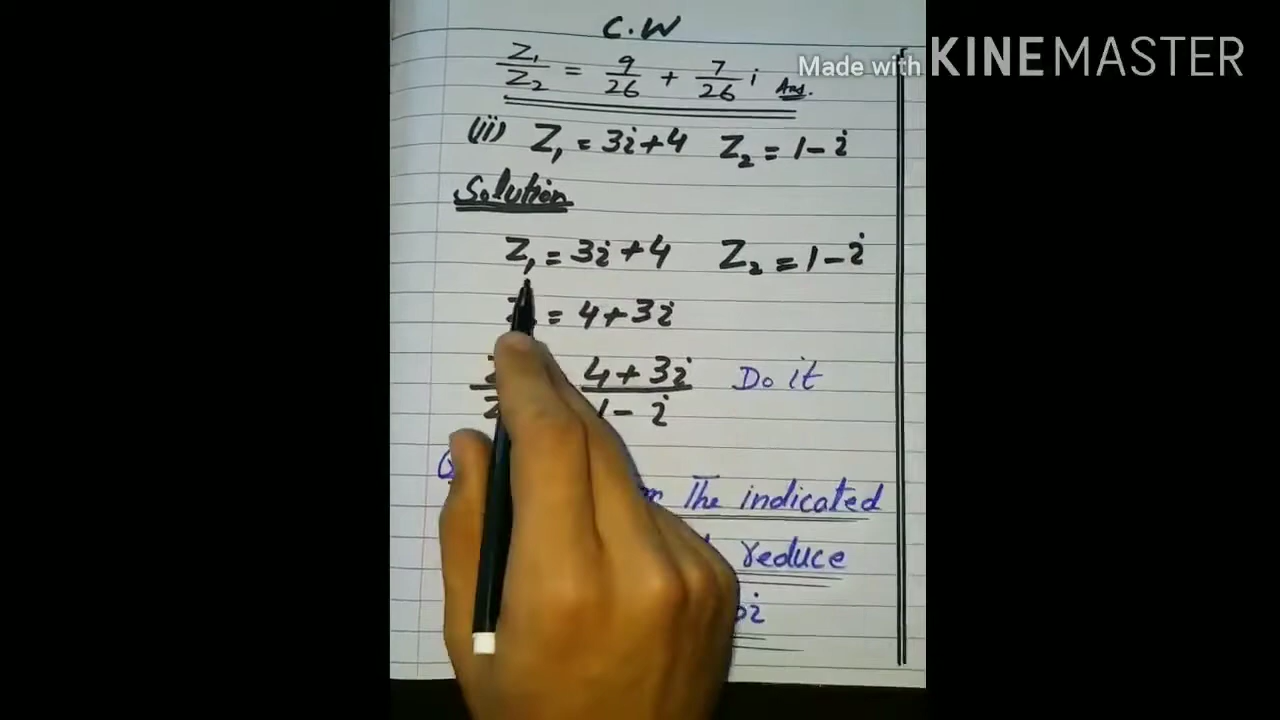 C.W
Z₁/Z₂ = 9/26 + 7/26 i Ans.
Made with KINEMASTER
(ii) Z₁ = 3i+4 Z₂ = 1-i
Solution
Z₁ = 3i+4 Z₂ = 1-i
= 4+3i
4+3i / 1-i Do it
The indicated
reduce